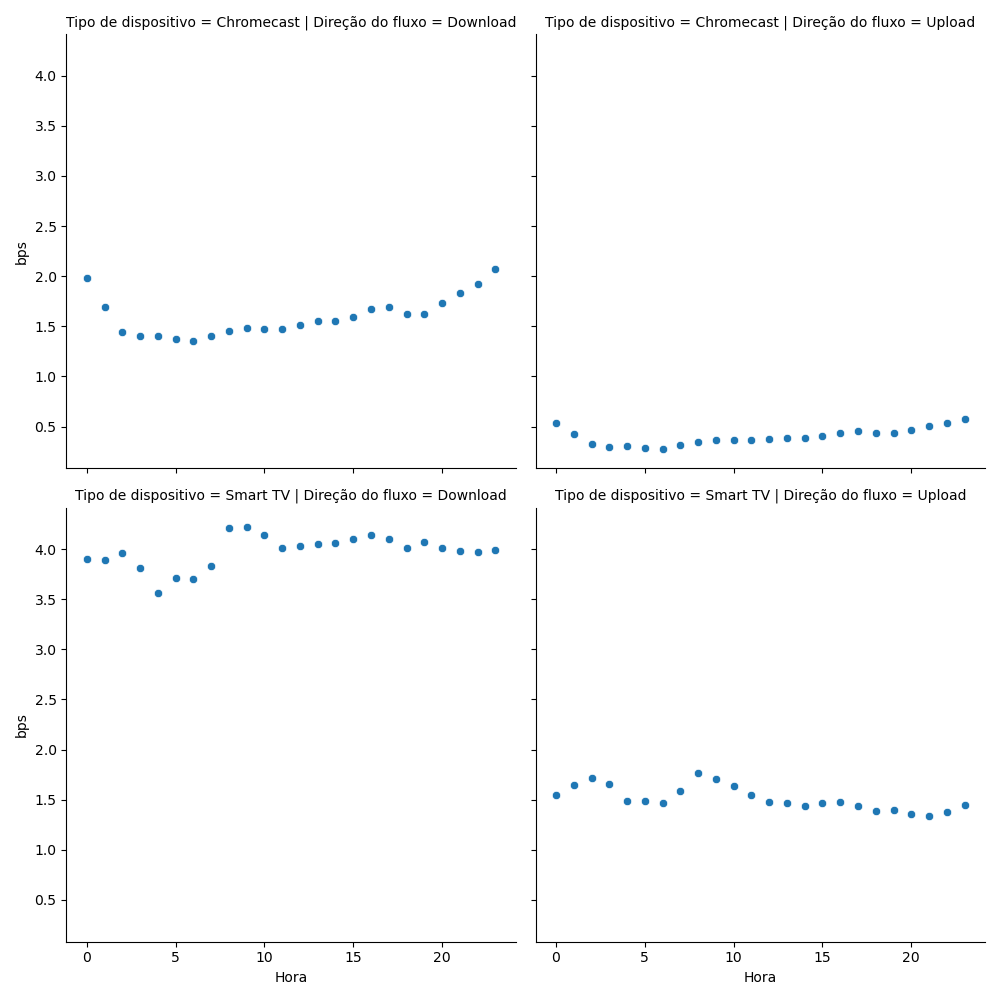 Tipo de dispositivo = Chromecast | Direção do fluxo = Download
Tipo de dispositivo = Chromecast | Direção do fluxo = Upload
4.0
3.5
3.0
2.5
2.0
1.5
1.0
0.5
bps
Tipo de dispositivo = Smart TV | Direção do fluxo = Download
Tipo de dispositivo = Smart TV | Direção do fluxo = Upload
4.0
3.5
3.0
2.5
2.0
1.5
1.0
0.5
bps
0 5 10 15 20
Hora
0 5 10 15 20
Hora